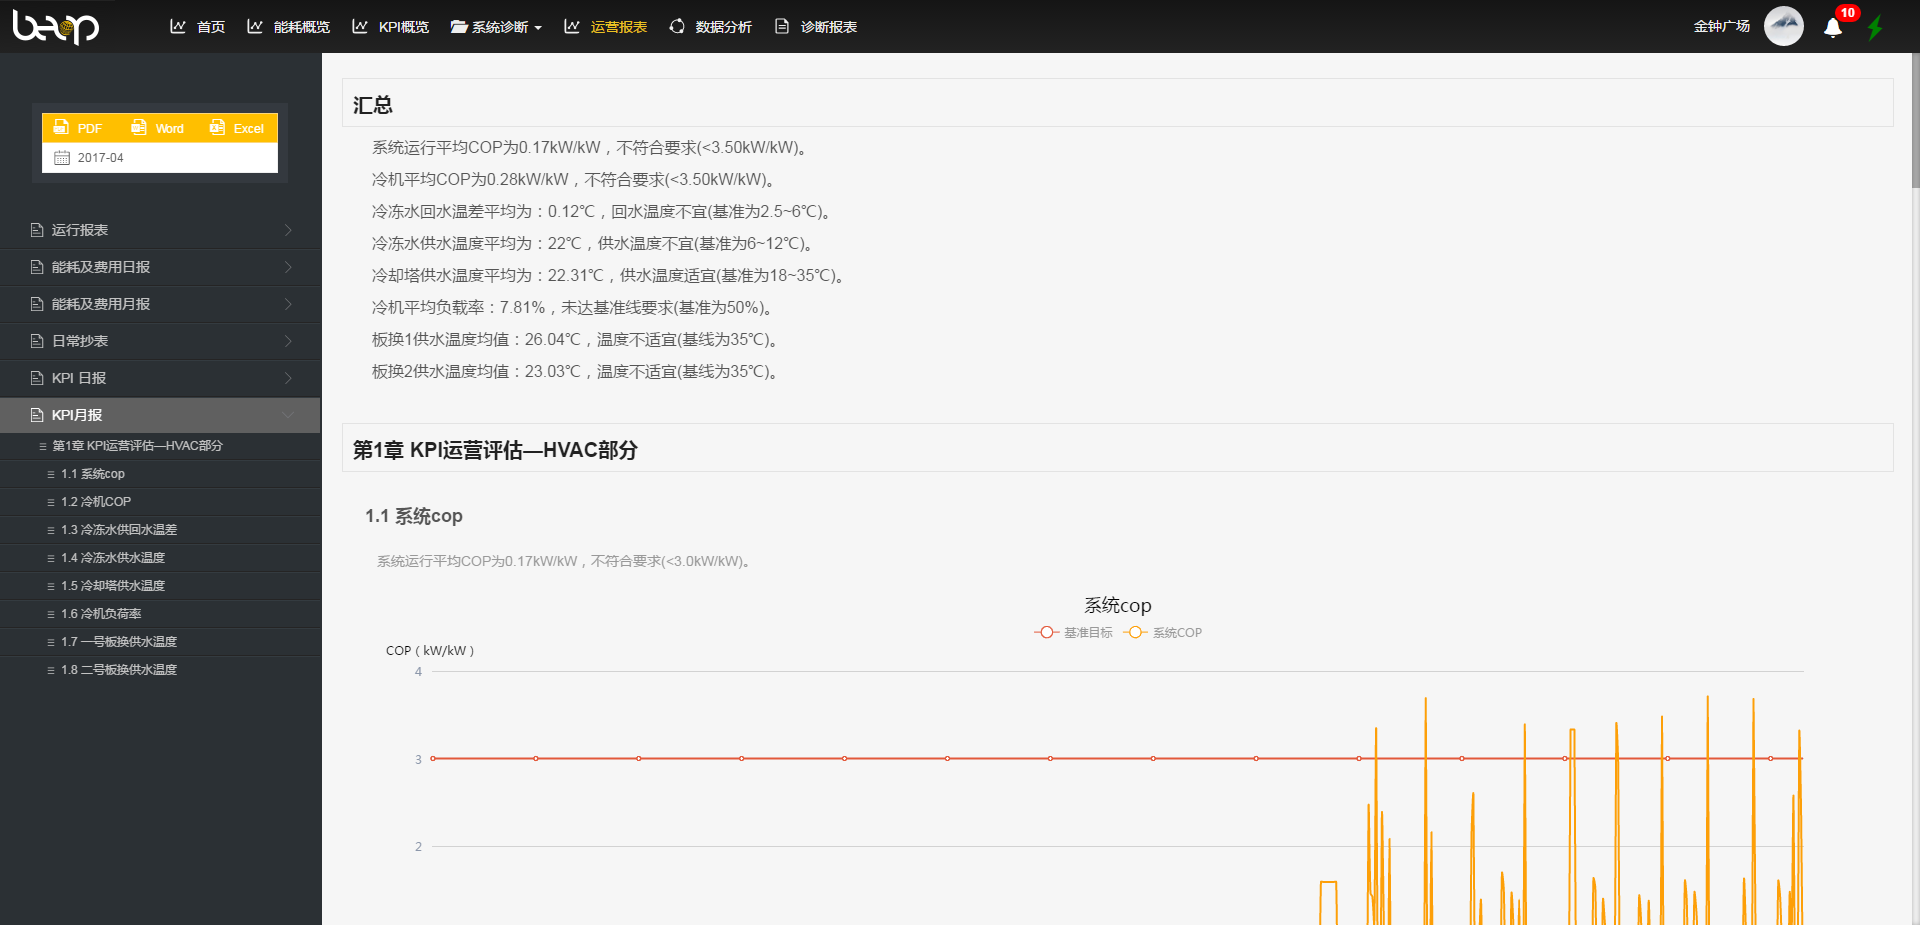 beop
首页
能耗概览
KPI概览
系统诊断
运营报表
数据分析
诊断报表
金钟广场
10
PDF
Word
Excel
2017-04
运行报表
能耗及费用日报
能耗及费用月报
日常抄表
KPI 日报
KPI月报
第1章 KPI运营评估—HVAC部分
1.1 系统cop
1.2 冷机COP
1.3 冷冻水供回水温差
1.4 冷冻水供水温度
1.5 冷却塔供水温度
1.6 冷机负荷率
1.7 一号板换供水温度
1.8 二号板换供水温度
汇总
系统运行平均COP为0.17kW/kW，不符合要求(<3.50kW/kW)。
冷机平均COP为0.28kW/kW，不符合要求(<3.50kW/kW)。
冷冻水回水温差平均为：0.12℃，回水温度不宜(基准为2.5~6℃)。
冷冻水供水温度平均为：22℃，供水温度不宜(基准为6~12℃)。
冷却塔供水温度平均为：22.31℃，供水温度适宜(基准为18~35℃)。
冷机平均负载率：7.81%，未达基准线要求(基准为50%)。
板换1供水温度均值：26.04℃，温度不适宜(基线为35℃)。
板换2供水温度均值：23.03℃，温度不适宜(基线为35℃)。
第1章 KPI运营评估—HVAC部分
1.1 系统cop
系统运行平均COP为0.17kW/kW，不符合要求(<3.0kW/kW)。
系统cop
基准目标
系统COP
COP（kW/kW）
4
3
2